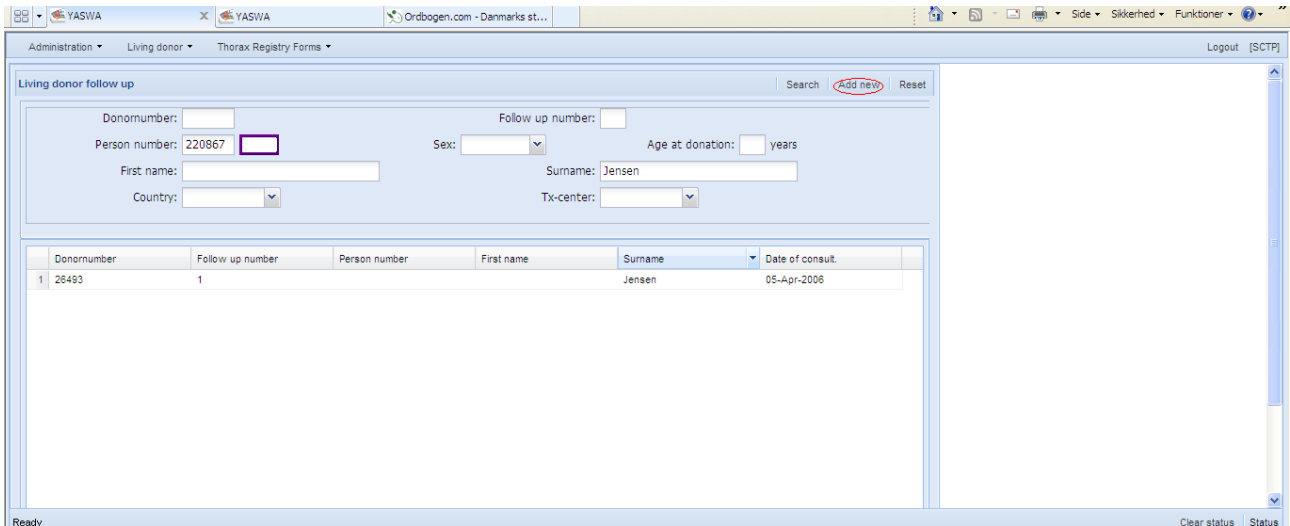 YASWA X YASWA Ordbogen.com - Danmarks st... Side Sikkerhed Funktioner
Administration Living donor Thorax Registry Forms Logout [SCTP]
Living donor follow up Search Add new Reset
Donornumber: Follow up number:
Person number: 220867 Sex: Age at donation: years
First name: Surname: Jensen
Country: Tx-center:
Donornumber Follow up number Person number First name Surname Date of consult.
1 26493 1 Jensen 05-Apr-2006
Ready Clear status Status